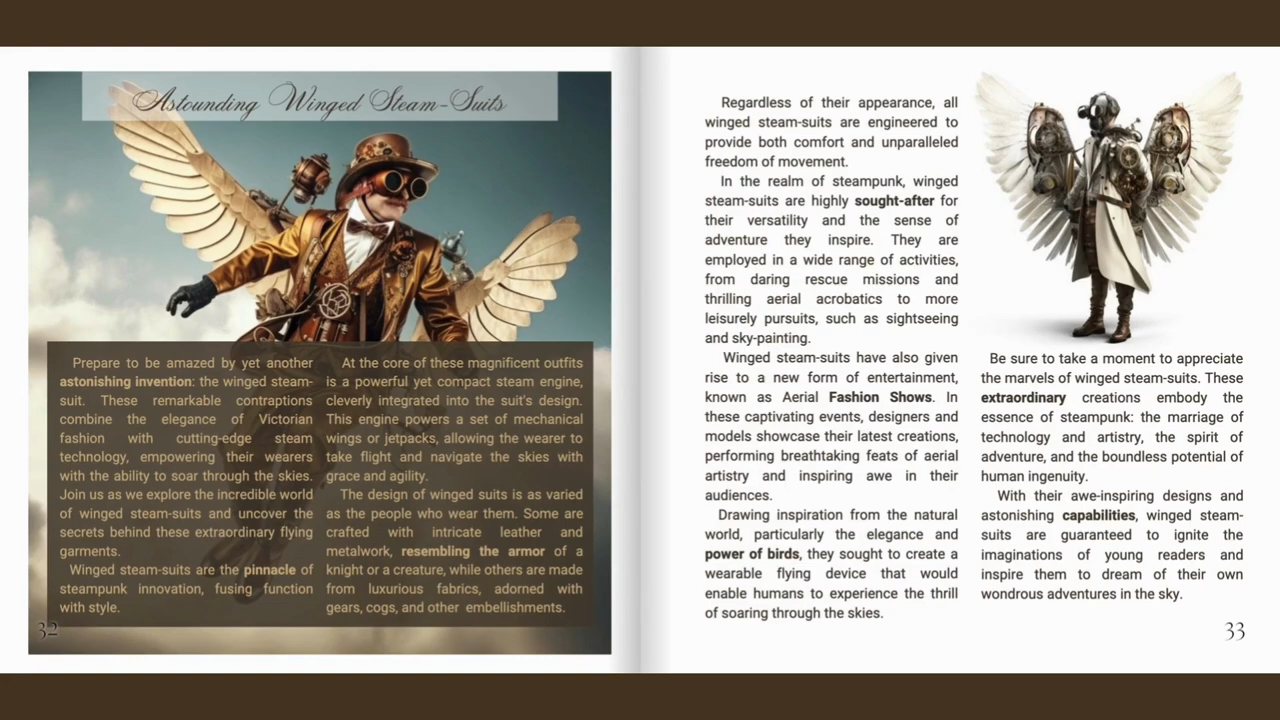 Astounding Winged Steam-Suits
Prepare to be amazed by yet another
astonishing invention: the winged steam-
suit. These remarkable contraptions
combine the elegance of Victorian
fashion with cutting-edge steam
technology, empowering their wearers
with the ability to soar through the skies.
Join us as we explore the incredible world
of winged steam-suits and uncover the
secrets behind these extraordinary flying
garments.
Winged steam-suits are the pinnacle of
steampunk innovation, fusing function
with style.
At the core of these magnificent outfits
is a powerful yet compact steam engine,
cleverly integrated into the suit's design.
This engine powers a set of mechanical
wings or jetpacks, allowing the wearer to
take flight and navigate the skies with
grace and agility.
The design of winged suits is as varied
as the people who wear them. Some are
crafted with intricate leather and
metalwork, resembling the armor of a
knight or a creature, while others are made
from luxurious fabrics, adorned with
gears, cogs, and other embellishments.
32
Regardless of their appearance, all
winged steam-suits are engineered to
provide both comfort and unparalleled
freedom of movement.
In the realm of steampunk, winged
steam-suits are highly sought-after for
their versatility and the sense of
adventure they inspire. They are
employed in a wide range of activities,
from daring rescue missions and
thrilling aerial acrobatics to more
leisurely pursuits, such as sightseeing
and sky-painting.
Winged steam-suits have also given
rise to a new form of entertainment,
known as Aerial Fashion Shows. In
these captivating events, designers and
models showcase their latest creations,
performing breathtaking feats of aerial
artistry and inspiring awe in their
audiences.
Drawing inspiration from the natural
world, particularly the elegance and
power of birds, they sought to create a
wearable flying device that would
enable humans to experience the thrill
of soaring through the skies.
Be sure to take a moment to appreciate
the marvels of winged steam-suits. These
extraordinary creations embody the
essence of steampunk: the marriage of
technology and artistry, the spirit of
adventure, and the boundless potential of
human ingenuity.
With their awe-inspiring designs and
astonishing capabilities, winged steam-
suits are guaranteed to ignite the
imaginations of young readers and
inspire them to dream of their own
wondrous adventures in the sky.
33